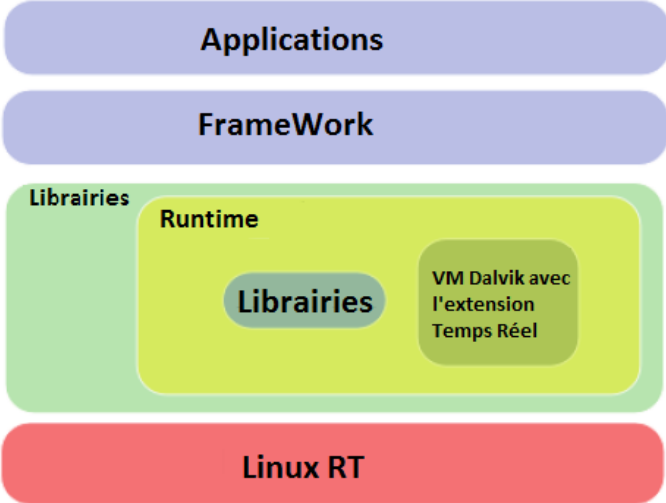 Applications
FrameWork
Librairies
Runtime
Librairies
VM Dalvik avec
l'extension
Temps Réel
Linux RT